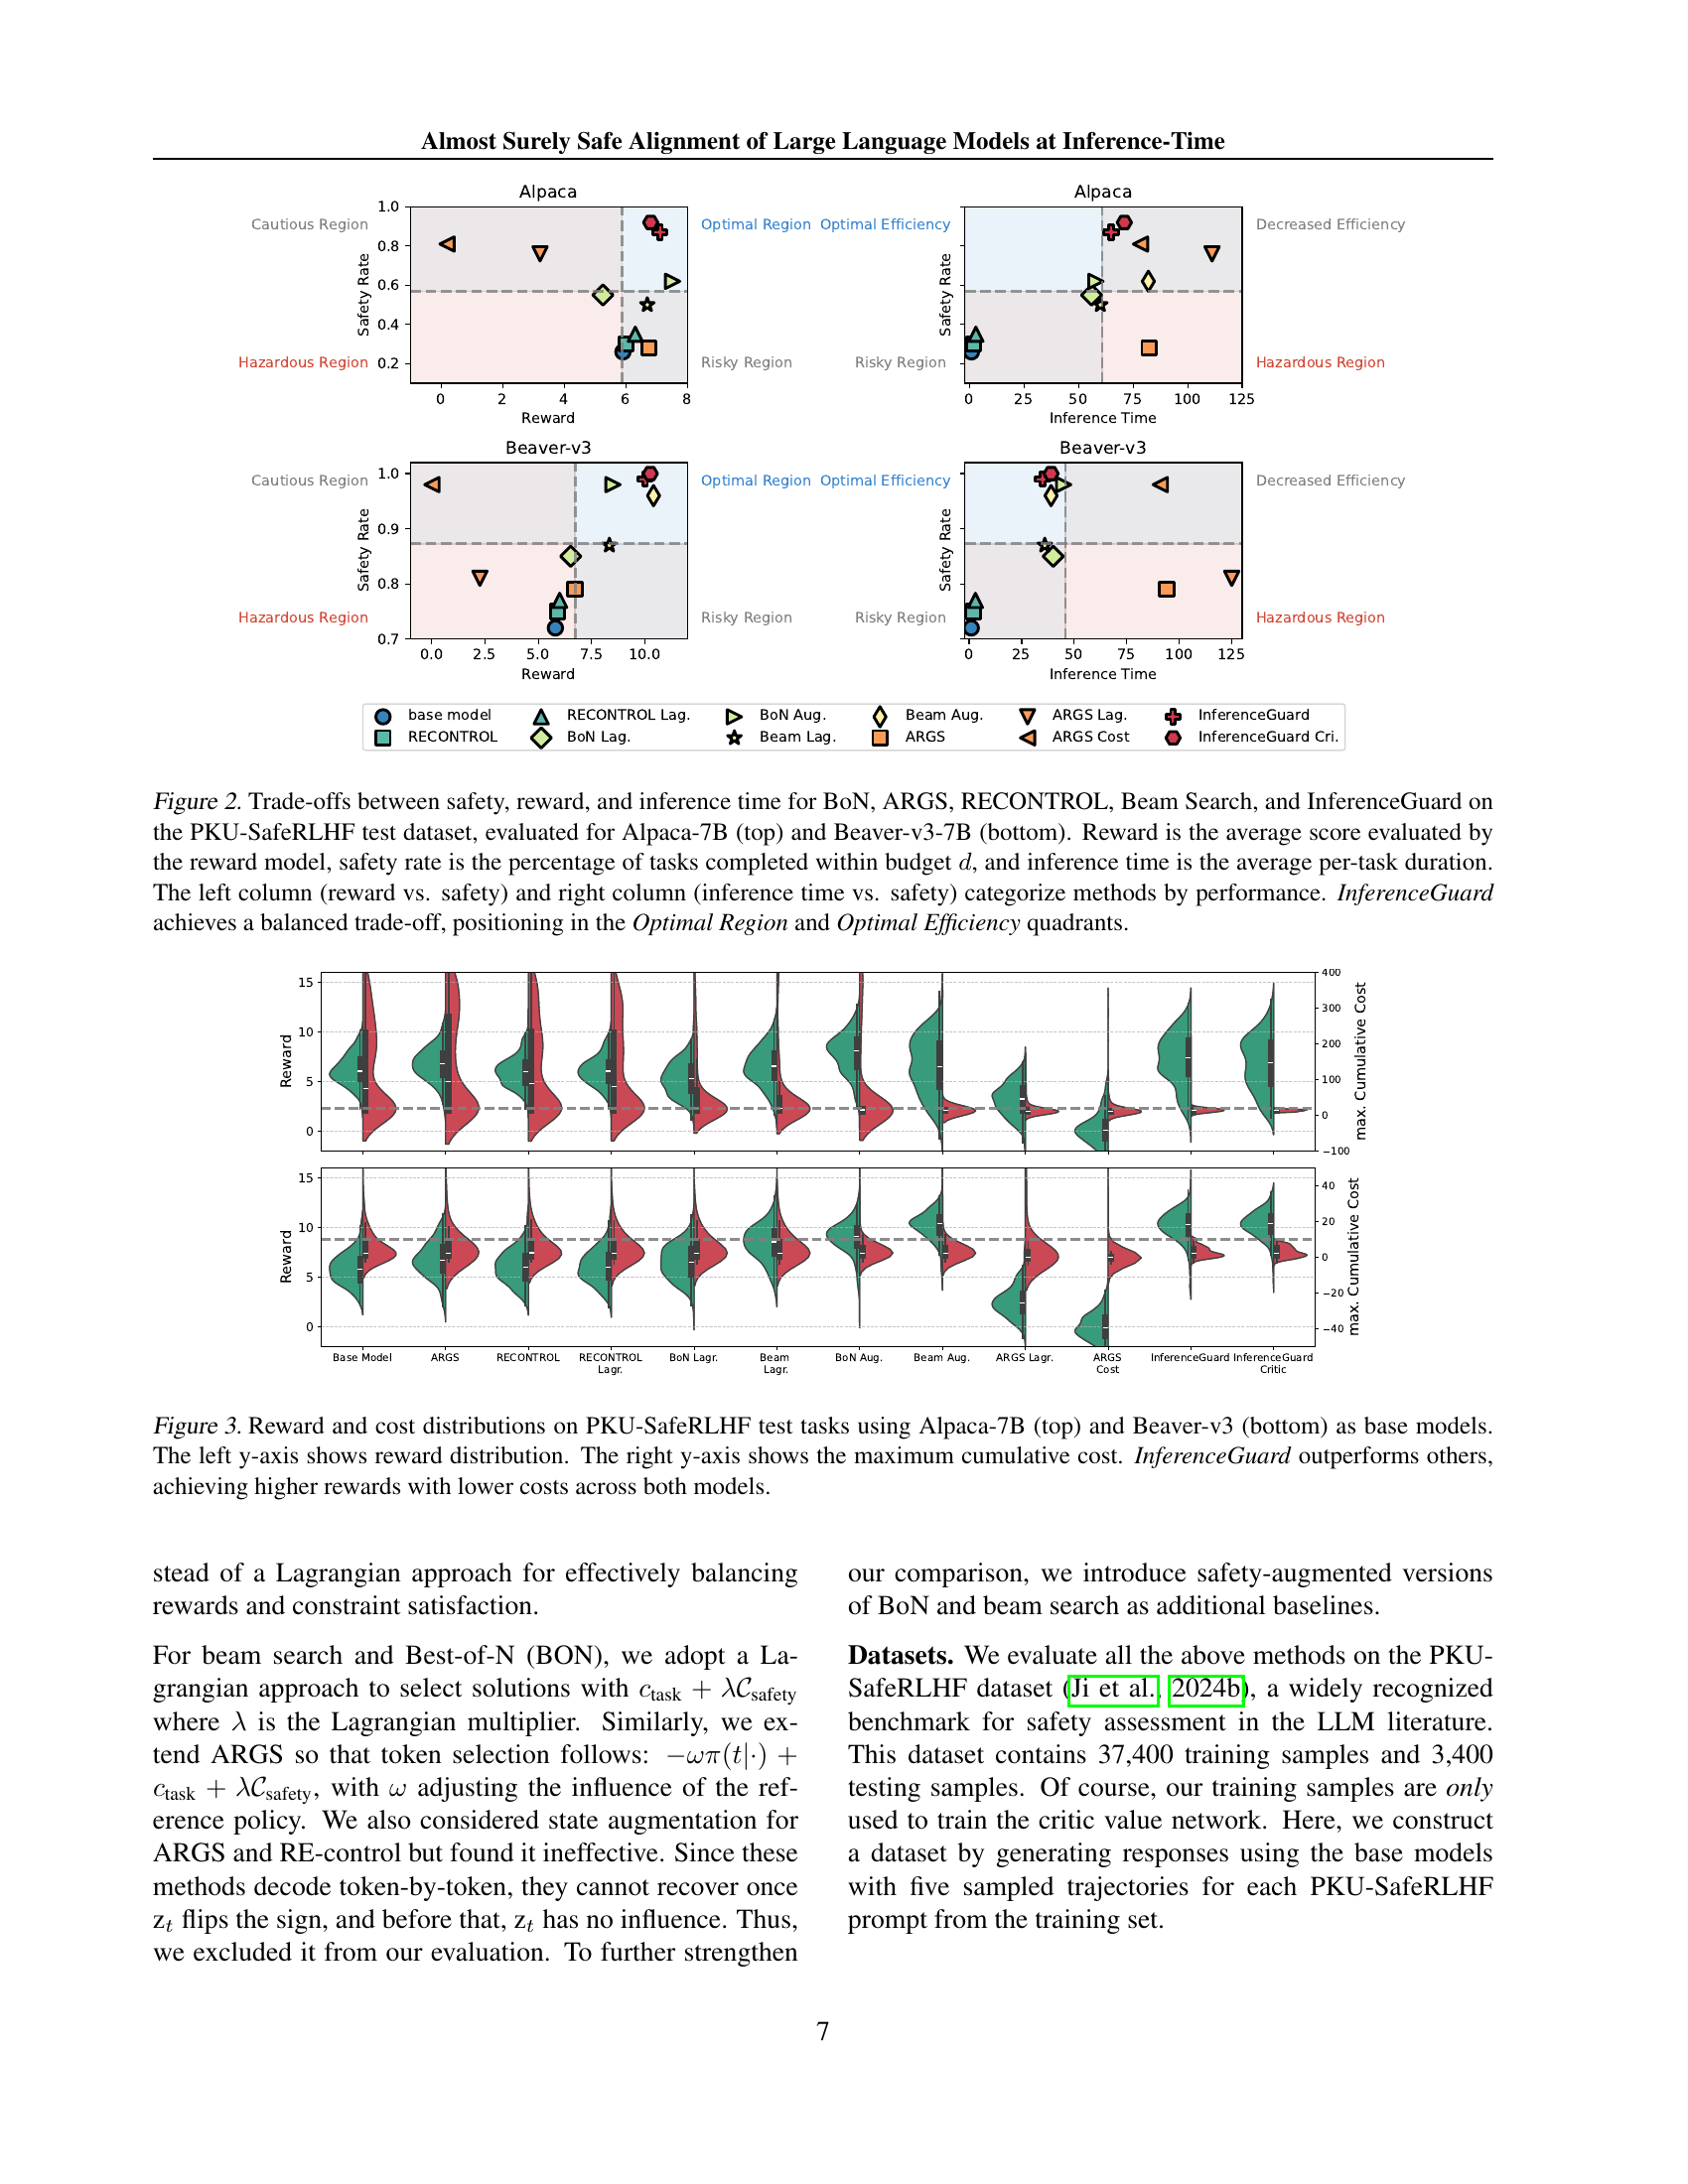 Almost Surely Safe Alignment of Large Language Models at Inference-Time
Alpaca
Cautious Region
Optimal Region
Hazardous Region
Risky Region
Safety Rate
1.0
0.8
0.6
0.4
0.2
0 2 4 6 8
Reward
Alpaca
Optimal Efficiency
Decreased Efficiency
Risky Region
Hazardous Region
Safety Rate
0 25 50 75 100 125
Inference Time
Beaver-v3
Cautious Region
Optimal Region
Hazardous Region
Risky Region
Safety Rate
1.0
0.9
0.8
0.7
0.0 2.5 5.0 7.5 10.0
Reward
Beaver-v3
Optimal Efficiency
Decreased Efficiency
Risky Region
Hazardous Region
Safety Rate
0 25 50 75 100 125
Inference Time
base model RECONTROL Lag. BoN Aug. Beam Aug. ARGS Lag. InferenceGuard
RECONTROL BoN Lag. Beam Lag. ARGS ARGS Cost InferenceGuard Cri.
Figure 2. Trade-offs between safety, reward, and inference time for BoN, ARGS, RECONTROL, Beam Search, and InferenceGuard on
the PKU-SafeRLHF test dataset, evaluated for Alpaca-7B (top) and Beaver-v3-7B (bottom). Reward is the average score evaluated by
the reward model, safety rate is the percentage of tasks completed within budget d, and inference time is the average per-task duration.
The left column (reward vs. safety) and right column (inference time vs. safety) categorize methods by performance. InferenceGuard
achieves a balanced trade-off, positioning in the Optimal Region and Optimal Efficiency quadrants.
Reward
15
10
5
0
400
300
200
100
0
−100
max. Cumulative Cost
Reward
15
10
5
0
40
20
0
−20
−40
max. Cumulative Cost
Base Model ARGS RECONTROL RECONTROL BoN Lagr. Beam BoN Aug. Beam Aug. ARGS Lagr. ARGS InferenceGuard InferenceGuard
Lagr. Lagr. Cost Critic
Figure 3. Reward and cost distributions on PKU-SafeRLHF test tasks using Alpaca-7B (top) and Beaver-v3 (bottom) as base models.
The left y-axis shows reward distribution. The right y-axis shows the maximum cumulative cost. InferenceGuard outperforms others,
achieving higher rewards with lower costs across both models.
stead of a Lagrangian approach for effectively balancing
rewards and constraint satisfaction.
For beam search and Best-of-N (BON), we adopt a La-
grangian approach to select solutions with c_task + λC_safety
where λ is the Lagrangian multiplier. Similarly, we ex-
tend ARGS so that token selection follows: −ωπ(t|·) +
c_task + λC_safety, with ω adjusting the influence of the ref-
erence policy. We also considered state augmentation for
ARGS and RE-control but found it ineffective. Since these
methods decode token-by-token, they cannot recover once
z_t flips the sign, and before that, z_t has no influence. Thus,
we excluded it from our evaluation. To further strengthen
our comparison, we introduce safety-augmented versions
of BoN and beam search as additional baselines.
Datasets. We evaluate all the above methods on the PKU-
SafeRLHF dataset (Ji et al., 2024b), a widely recognized
benchmark for safety assessment in the LLM literature.
This dataset contains 37,400 training samples and 3,400
testing samples. Of course, our training samples are only
used to train the critic value network. Here, we construct
a dataset by generating responses using the base models
with five sampled trajectories for each PKU-SafeRLHF
prompt from the training set.
7